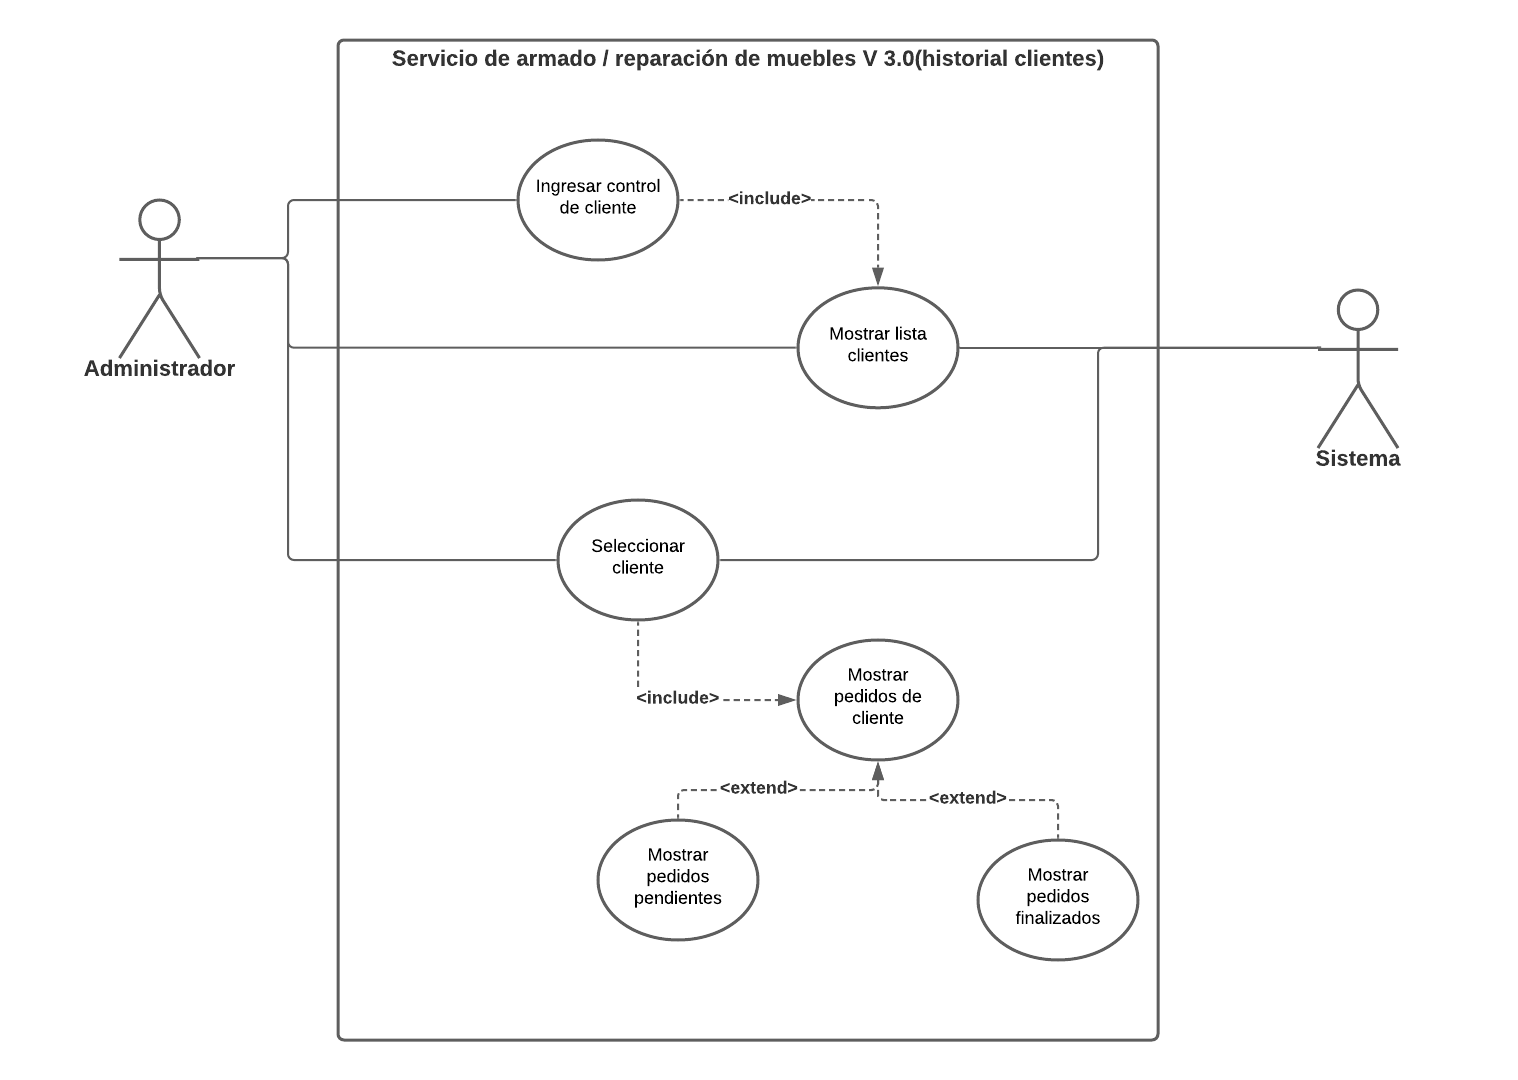 Servicio de armado / reparación de muebles V 3.0(historial clientes)
Ingresar control
de cliente
<include>
Administrador
Mostrar lista
clientes
Sistema
Seleccionar
cliente
<include>
Mostrar
pedidos de
cliente
<extend>
<extend>
Mostrar
pedidos
pendientes
Mostrar
pedidos
finalizados